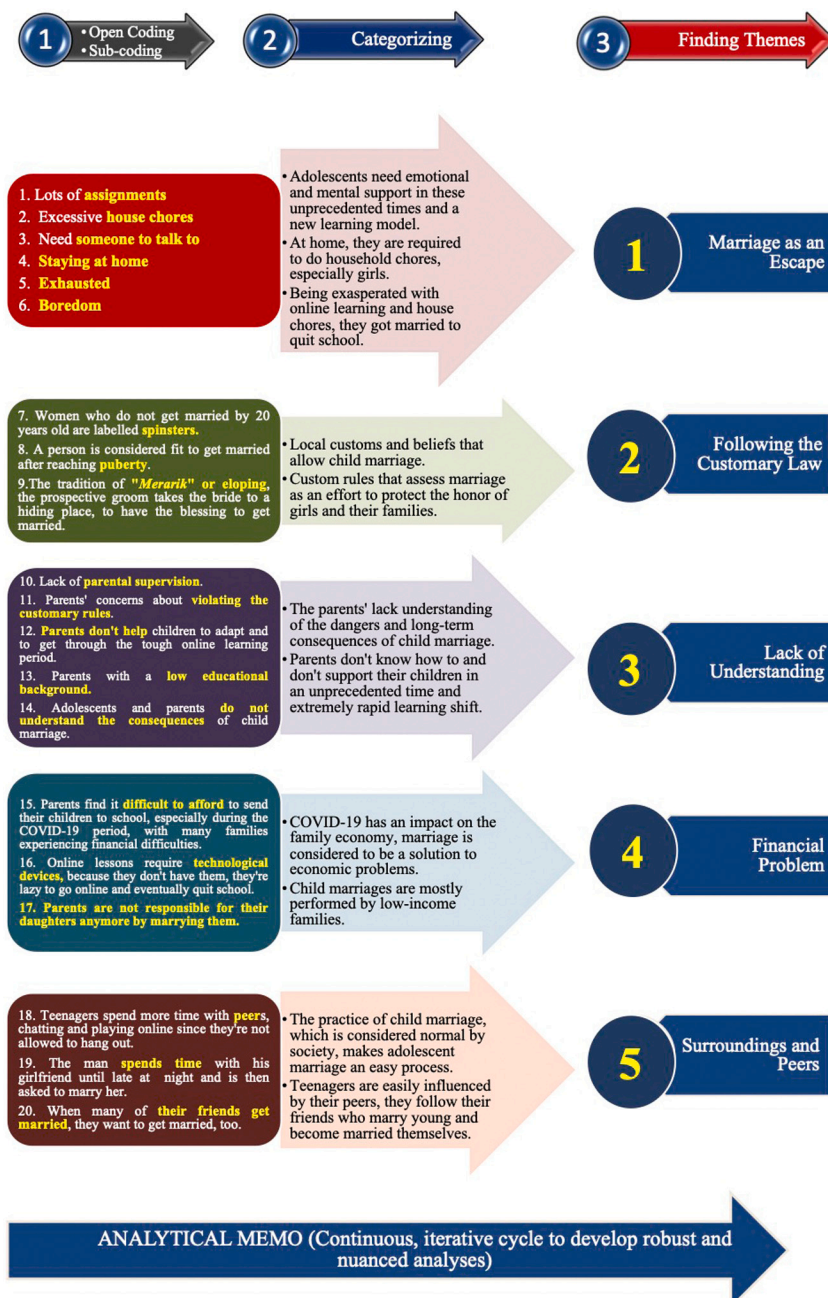 1
• Open Coding
• Sub-coding
2
Categorizing
3
Finding Themes
1. Lots of assignments
2. Excessive house chores
3. Need someone to talk to
4. Staying at home
5. Exhausted
6. Boredom
• Adolescents need emotional
and mental support in these
unprecedented times and a
new learning model.
• At home, they are required
to do household chores,
especially girls.
• Being exasperated with
online learning and house
chores, they got married to
quit school.
1
Marriage as an
Escape
7. Women who do not get married by 20
years old are labelled spinsters.
8. A person is considered fit to get married
after reaching puberty.
9.The tradition of "Merarik" or eloping,
the prospective groom takes the bride to a
hiding place, to have the blessing to get
married.
• Local customs and beliefs that
allow child marriage.
• Custom rules that assess marriage
as an effort to protect the honor of
girls and their families.
2
Following the
Customary Law
10. Lack of parental supervision.
11. Parents' concerns about violating the
customary rules.
12. Parents don't help children to adapt and
to get through the tough online learning
period.
13. Parents with a low educational
background.
14. Adolescents and parents do not
understand the consequences of child
marriage.
• The parents' lack understanding
of the dangers and long-term
consequences of child marriage.
• Parents don't know how to and
don't support their children in
an unprecedented time and
extremely rapid learning shift.
3
Lack of
Understanding
15. Parents find it difficult to afford to send
their children to school, especially during the
COVID-19 period, with many families
experiencing financial difficulties.
16. Online lessons require technological
devices, because they don't have them, they're
lazy to go online and eventually quit school.
17. Parents are not responsible for their
daughters anymore by marrying them.
• COVID-19 has an impact on the
family economy, marriage is
considered to be a solution to
economic problems.
• Child marriages are mostly
performed by low-income
families.
4
Financial
Problem
18. Teenagers spend more time with peers,
chatting and playing online since they're not
allowed to hang out.
19. The man spends time with his
girlfriend until late at night and is then
asked to marry her.
20. When many of their friends get
married, they want to get married, too.
• The practice of child marriage,
which is considered normal by
society, makes adolescent
marriage an easy process.
• Teenagers are easily influenced
by their peers, they follow their
friends who marry young and
become married themselves.
5
Surroundings and
Peers
ANALYTICAL MEMO (Continuous, iterative cycle to develop robust and
nuanced analyses)